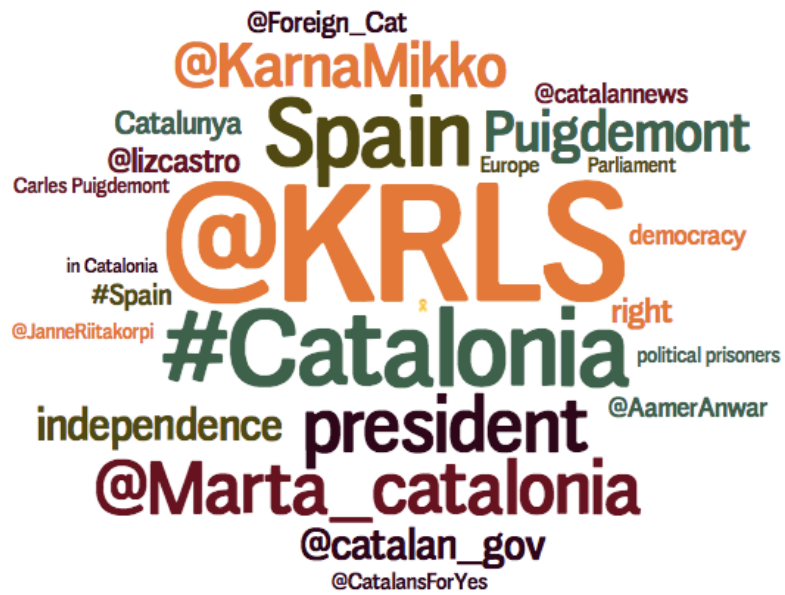 @Foreign_Cat
@KarnaMikko
@catalannews
Catalunya
Spain
Puigdemont
@lizcastro
Europe
Parliament
Carles Puigdemont
@KRLS
democracy
in Catalonia
#Spain
right
@JanneRiitakorpi
#Catalonia
political prisoners
independence
president
@AamerAnwar
@Marta_catalonia
@catalan_gov
@CatalansForYes